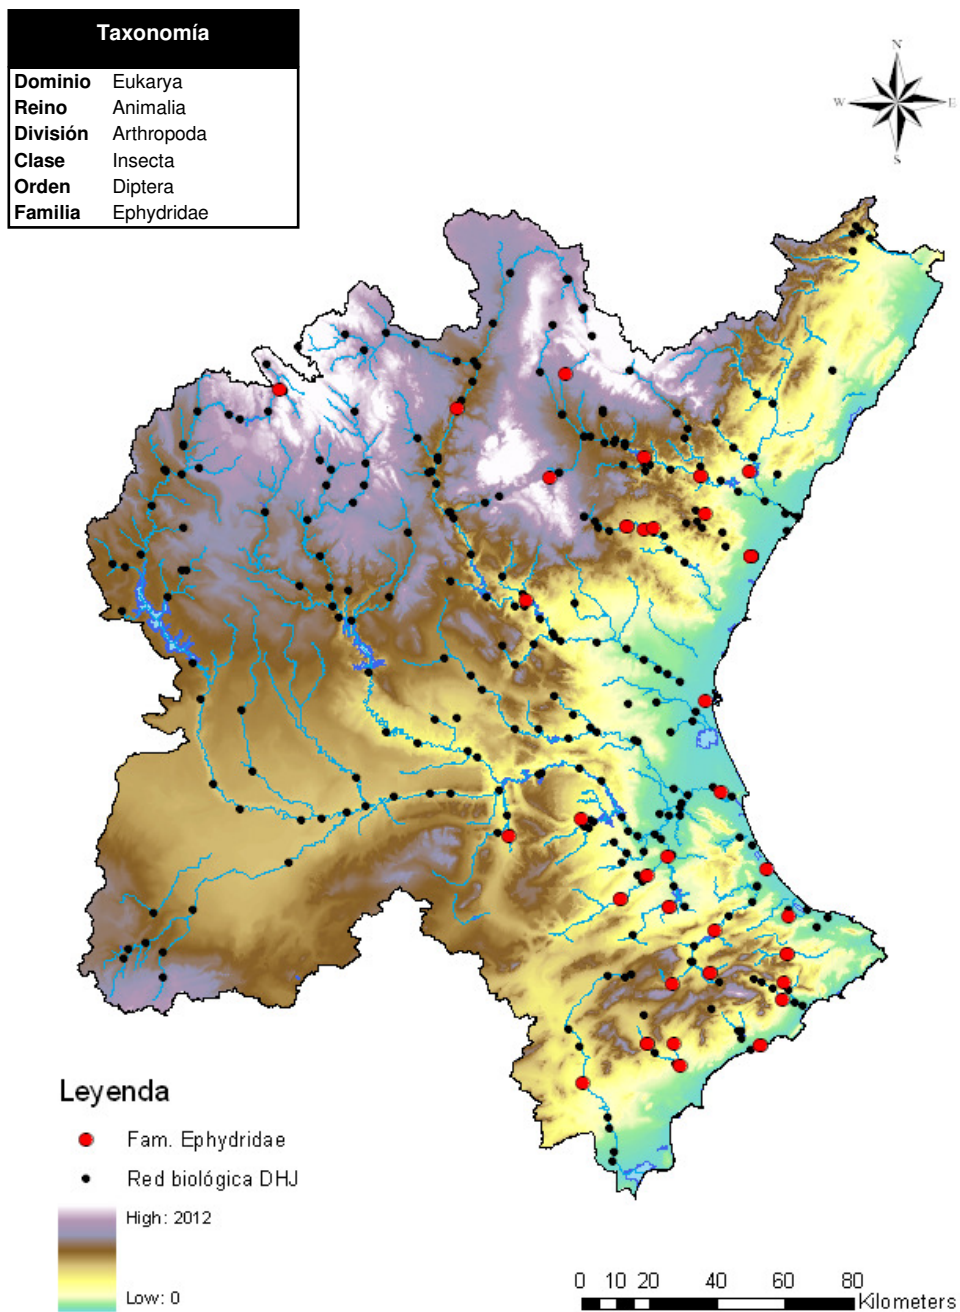 Taxonomía
Dominio Eukarya
Reino Animalia
División Arthropoda
Clase Insecta
Orden Diptera
Familia Ephydridae
N
W E
S
Leyenda
Fam. Ephydridae
Red biológica DHJ
High: 2012
Low: 0
0 10 20 40 60 80
Kilometers